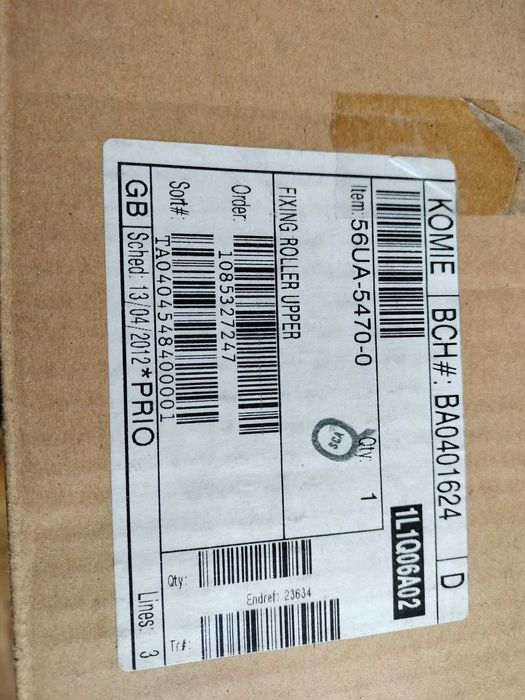 KOMIE BCH#: BA0401624 D
Item: 56UA-5470-0
Qty: 1
1L1Q06A02
FIXING ROLLER UPPER
Order:
1085327247
Sort#:
TA0404548400001
Qty:
Endref: 23634
Tr#:
GB Sched: 13/04/2012 *PRIO Lines: 3